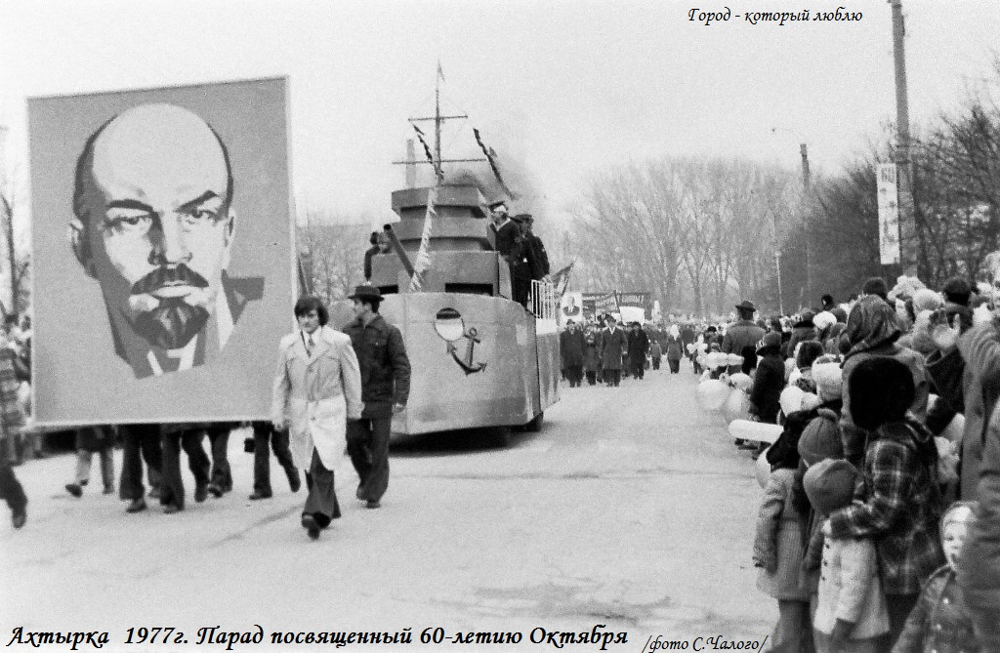 Город - который люблю
Ахтырка 1977г. Парад посвященный 60-летию Октября
/фото С.Чалого/